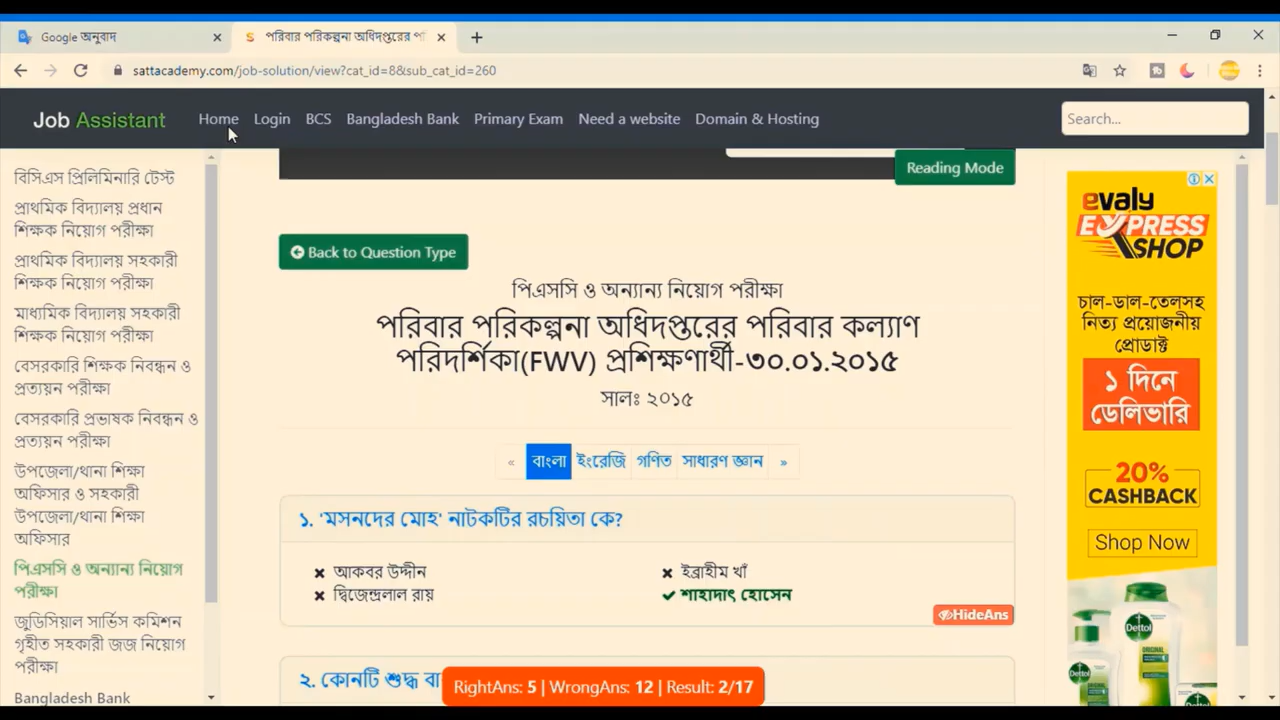 Google অনুবাদ
পরিবার পরিকল্পনা অধিদপ্তরের
sattacademy.com/job-solution/view?cat_id=8&sub_cat_id=260
Job Assistant Home Login BCS Bangladesh Bank Primary Exam Need a website Domain & Hosting Search...
Reading Mode
বিসিএস প্রিলিমিনারি টেস্ট
প্রাথমিক বিদ্যালয় প্রধান
শিক্ষক নিয়োগ পরীক্ষা
প্রাথমিক বিদ্যালয় সহকারী
শিক্ষক নিয়োগ পরীক্ষা
মাধ্যমিক বিদ্যালয় সহকারী
শিক্ষক নিয়োগ পরীক্ষা
বেসরকারি শিক্ষক নিবন্ধন ও
প্রত্যয়ন পরীক্ষা
বেসরকারি প্রভাষক নিবন্ধন ও
প্রত্যয়ন পরীক্ষা
উপজেলা/থানা শিক্ষা
অফিসার ও সহকারী
উপজেলা/থানা শিক্ষা
অফিসার
পিএসসি ও অন্যান্য নিয়োগ
পরীক্ষা
জুডিসিয়াল সার্ভিস কমিশন
গৃহীত সহকারী জজ নিয়োগ
পরীক্ষা
Bangladesh Bank
Back to Question Type
পিএসসি ও অন্যান্য নিয়োগ পরীক্ষা
পরিবার পরিকল্পনা অধিদপ্তরের পরিবার কল্যাণ
পরিদর্শিকা(FWV) প্রশিক্ষণার্থী-৩০.০১.২০১৫
সালঃ ২০১৫
« বাংলা ইংরেজি গণিত সাধারণ জ্ঞান »
১. 'মসনদের মোহ' নাটকটির রচয়িতা কে?
আকবর উদ্দীন
ইব্রাহীম খাঁ
দ্বিজেন্দ্রলাল রায়
শাহাদাৎ হোসেন
HideAns
২. কোনটি শুদ্ধ
RightAns: 5 | WrongAns: 12 | Result: 2/17
evaly
EXPRESS
SHOP
চাল-ডাল-তেলসহ
নিত্য প্রয়োজনীয়
প্রোডাক্ট
১ দিনে
ডেলিভারি
20%
CASHBACK
Shop Now
Dettol
Dettol